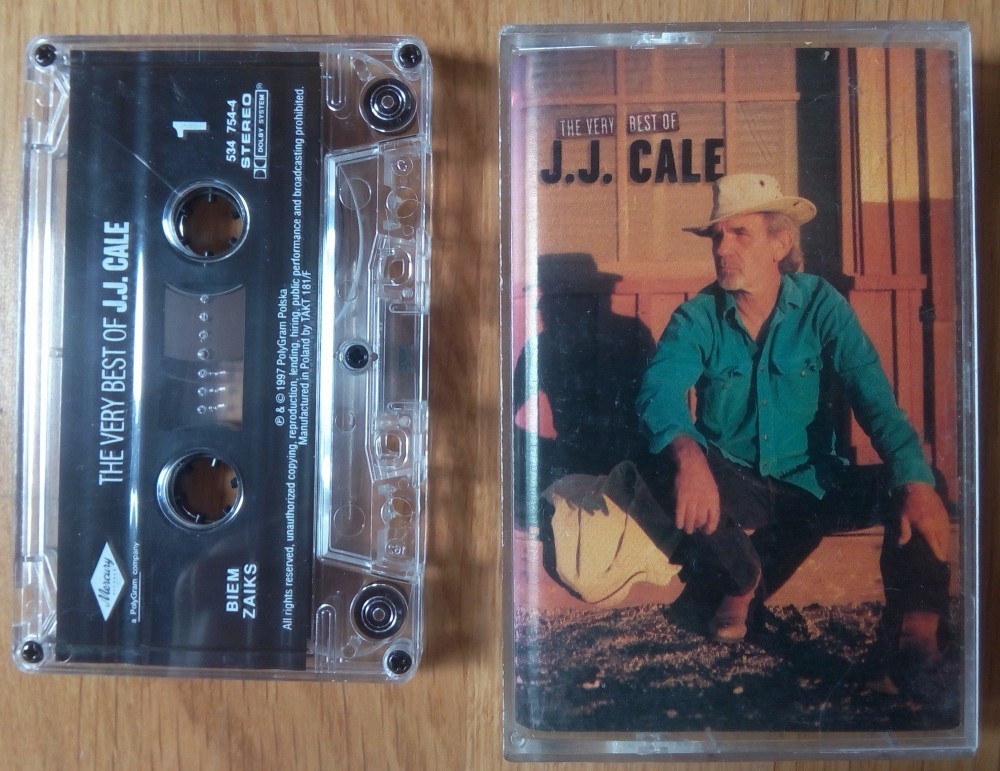 THE VERY BEST OF J.J. CALE
1
534 754-4
STEREO
DOLBY SYSTEM®
Mercury
a PolyGram company
BIEM
ZAIKS
℗ & © 1997 PolyGram Polska
All rights reserved, unauthorized copying, reproduction, lending, hiring, public performance and broadcasting prohibited.
Manufactured in Poland by TAKT 181/F
THE VERY BEST OF
J.J. CALE